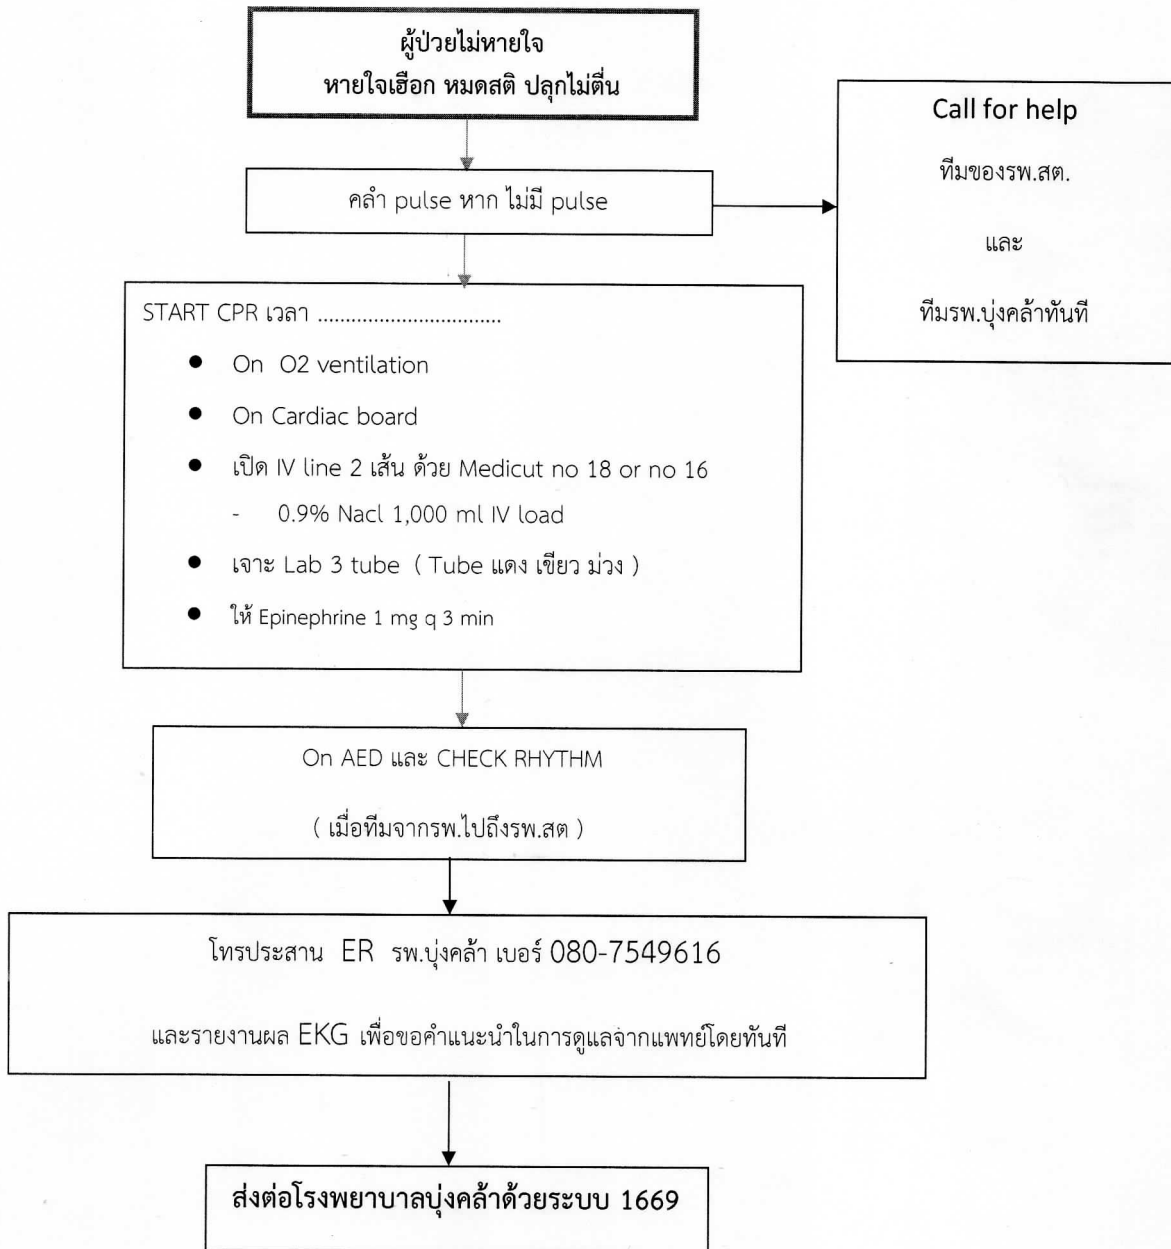 ผู้ป่วยไม่หายใจ
หายใจเฮือก หมดสติ ปลุกไม่ตื่น
Call for help
ทีมของรพ.สต.
และ
ทีมรพ.บุ่งคล้าทันที
คลำ pulse หาก ไม่มี pulse
START CPR เวลา .................................
● On O2 ventilation
● On Cardiac board
● เปิด IV line 2 เส้น ด้วย Medicut no 18 or no 16
- 0.9% Nacl 1,000 ml IV load
● เจาะ Lab 3 tube ( Tube แดง เขียว ม่วง )
● ให้ Epinephrine 1 mg q 3 min
On AED และ CHECK RHYTHM
( เมื่อทีมจากรพ.ไปถึงรพ.สต )
โทรประสาน ER รพ.บุ่งคล้า เบอร์ 080-7549616
และรายงานผล EKG เพื่อขอคำแนะนำในการดูแลจากแพทย์โดยทันที
ส่งต่อโรงพยาบาลบุ่งคล้าด้วยระบบ 1669